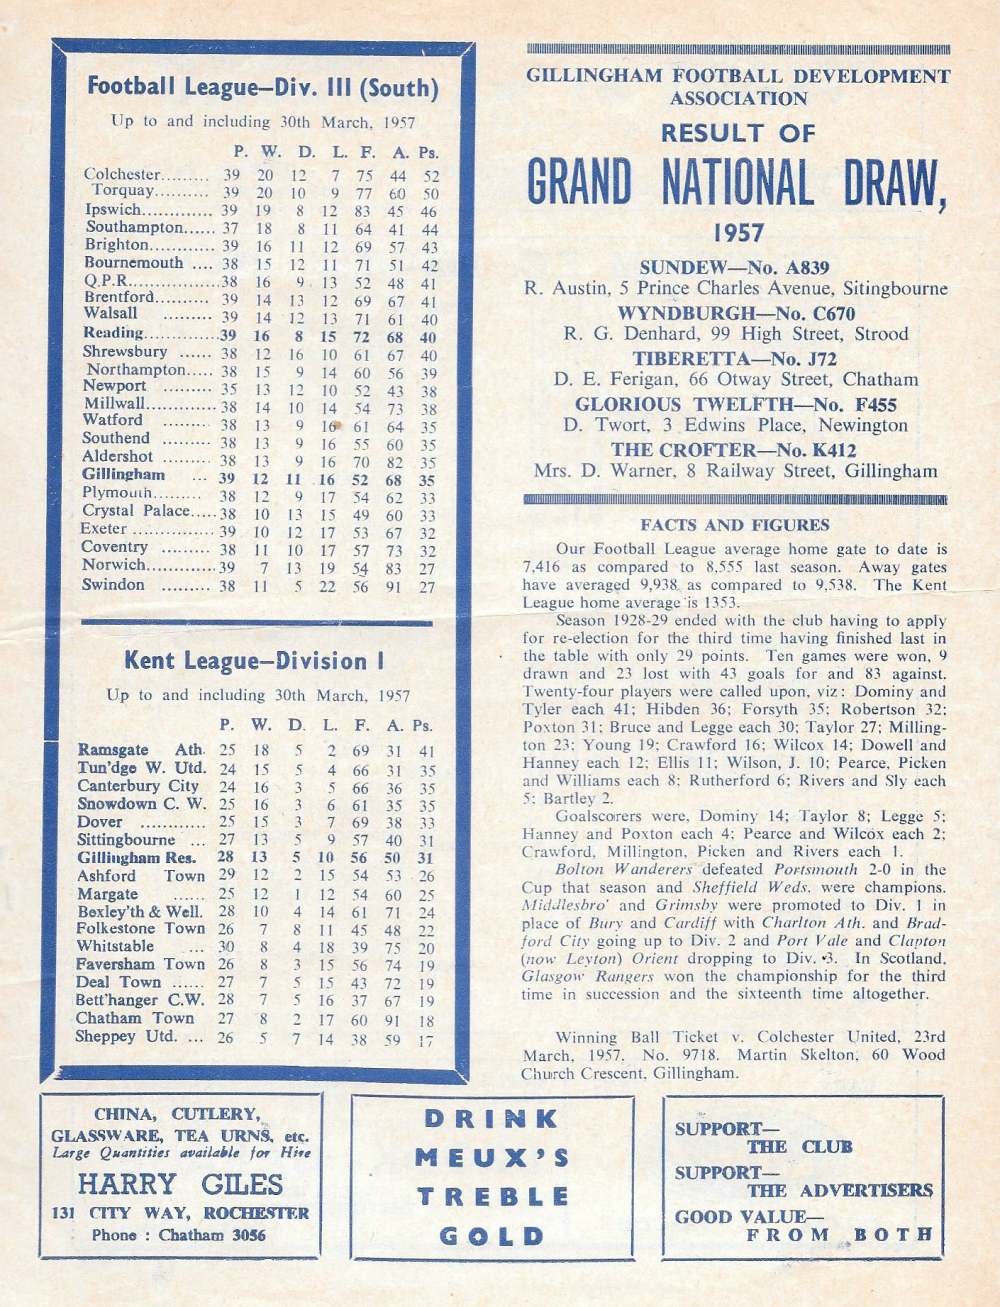 Football League—Div. III (South)
Up to and including 30th March, 1957
P. W. D. L. F. A. Ps.
Colchester......... 39 20 12 7 75 44 52
Torquay.......... 39 20 10 9 77 60 50
Ipswich............. 39 19 8 12 83 45 46
Southampton...... 37 18 8 11 64 41 44
Brighton............ 39 16 11 12 69 57 43
Bournemouth .... 38 15 12 11 71 51 42
Q.P.R.................38 16 9 13 52 48 41
Brentford.......... 39 14 13 12 69 67 41
Walsall ......... 39 14 12 13 71 61 40
Reading..............39 16 8 15 72 68 40
Shrewsbury ...... 38 12 16 10 61 67 40
Northampton..... 38 15 9 14 60 56 39
Newport ......... 35 13 12 10 52 43 38
Millwall............. 38 14 10 14 54 73 38
Watford ........ 38 13 9 16 61 64 35
Southend ........ 38 13 9 16 55 60 35
Aldershot ........ 38 13 9 16 70 82 35
Gillingham ... 39 12 11 16 52 68 35
Plymouth......... 38 12 9 17 54 62 33
Crystal Palace.....38 10 13 15 49 60 33
Exeter ............... 39 10 12 17 53 67 32
Coventry ......... 38 11 10 17 57 73 32
Norwich.............39 7 13 19 54 83 27
Swindon ......... 38 11 5 22 56 91 27
Kent League—Division I
Up to and including 30th March, 1957
P. W. D. L. F. A. Ps.
Ramsgate Ath. 25 18 5 2 69 31 41
Tun'dge W. Utd. 24 15 5 4 66 31 35
Canterbury City 24 16 3 5 66 36 35
Snowdown C. W. 25 16 3 6 61 35 35
Dover ............ 25 15 3 7 69 38 33
Sittingbourne ... 27 13 5 9 57 40 31
Gillingham Res. 28 13 5 10 56 50 31
Ashford Town 29 12 2 15 54 53 26
Margate ...... 25 12 1 12 54 60 25
Bexley'th & Well. 28 10 4 14 61 71 24
Folkestone Town 26 7 8 11 45 48 22
Whitstable ... 30 8 4 18 39 75 20
Faversham Town 26 8 3 15 56 74 19
Deal Town ...... 27 7 5 15 43 72 19
Bett'hanger C.W. 28 7 5 16 37 67 19
Chatham Town 27 8 2 17 60 91 18
Sheppey Utd. ... 26 5 7 14 38 59 17
GILLINGHAM FOOTBALL DEVELOPMENT
ASSOCIATION
RESULT OF
GRAND NATIONAL DRAW,
1957
SUNDEW—No. A839
R. Austin, 5 Prince Charles Avenue, Sitingbourne
WYNDBURGH—No. C670
R. G. Denhard, 99 High Street, Strood
TIBERETTA—No. J72
D. E. Ferigan, 66 Otway Street, Chatham
GLORIOUS TWELFTH—No. F455
D. Twort, 3 Edwins Place, Newington
THE CROFTER—No. K412
Mrs. D. Warner, 8 Railway Street, Gillingham
FACTS AND FIGURES
Our Football League average home gate to date is
7,416 as compared to 8,555 last season. Away gates
have averaged 9,938 as compared to 9,538. The Kent
League home average is 1353.
Season 1928-29 ended with the club having to apply
for re-election for the third time having finished last in
the table with only 29 points. Ten games were won, 9
drawn and 23 lost with 43 goals for and 83 against.
Twenty-four players were called upon, viz: Dominy and
Tyler each 41; Hibden 36; Forsyth 35; Robertson 32;
Poxton 31; Bruce and Legge each 30; Taylor 27; Milling-
ton 23; Young 19; Crawford 16; Wilcox 14; Dowell and
Hanney each 12; Ellis 11; Wilson, J. 10; Pearce, Picken
and Williams each 8; Rutherford 6; Rivers and Sly each
5; Bartley 2.
Goalscorers were, Dominy 14; Taylor 8; Legge 5;
Hanney and Poxton each 4; Pearce and Wilcox each 2;
Crawford, Millington, Picken and Rivers each 1.
Bolton Wanderers defeated Portsmouth 2-0 in the
Cup that season and Sheffield Weds. were champions.
Middlesbro' and Grimsby were promoted to Div. 1 in
place of Bury and Cardiff with Charlton Ath. and Brad-
ford City going up to Div. 2 and Port Vale and Clapton
(now Leyton) Orient dropping to Div. 3. In Scotland,
Glasgow Rangers won the championship for the third
time in succession and the sixteenth time altogether.
Winning Ball Ticket v. Colchester United, 23rd
March, 1957. No. 9718. Martin Skelton, 60 Wood
Church Crescent, Gillingham.
CHINA, CUTLERY,
GLASSWARE, TEA URNS, etc.
Large Quantities available for Hire
HARRY GILES
131 CITY WAY, ROCHESTER
Phone : Chatham 3056
DRINK
MEUX'S
TREBLE
GOLD
SUPPORT—
THE CLUB
SUPPORT—
THE ADVERTISERS
GOOD VALUE—
FROM BOTH